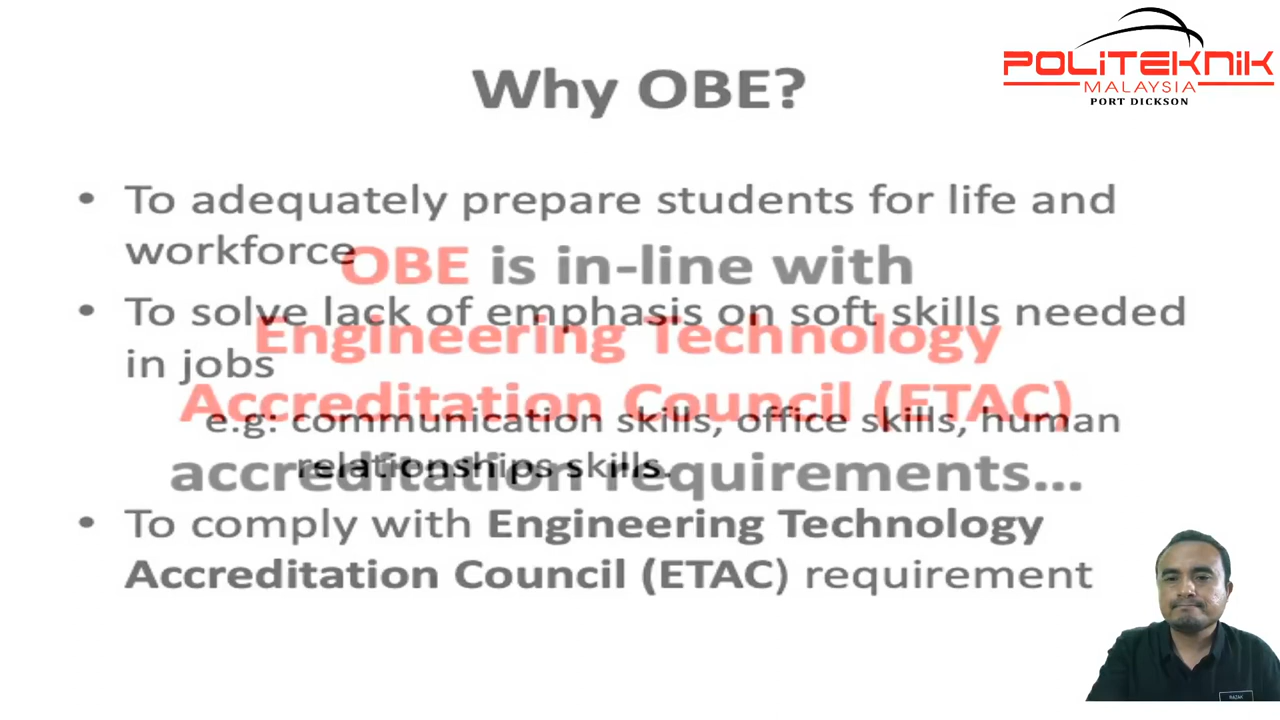 POLITEKNIK
MALAYSIA
PORT DICKSON
Why OBE?
• To adequately prepare students for life and
workforce
• To solve lack of emphasis on soft skills needed
in jobs
e.g: communication skills, office skills, human
relationships skills.
• To comply with Engineering Technology
Accreditation Council (ETAC) requirement
OBE is in-line with
Engineering Technology
Accreditation Council (ETAC)
accreditation requirements...
RAZAK